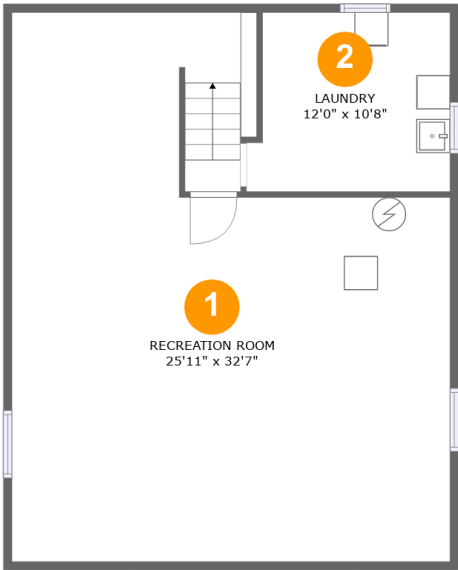 2
LAUNDRY
12'0" x 10'8"
1
RECREATION ROOM
25'11" x 32'7"